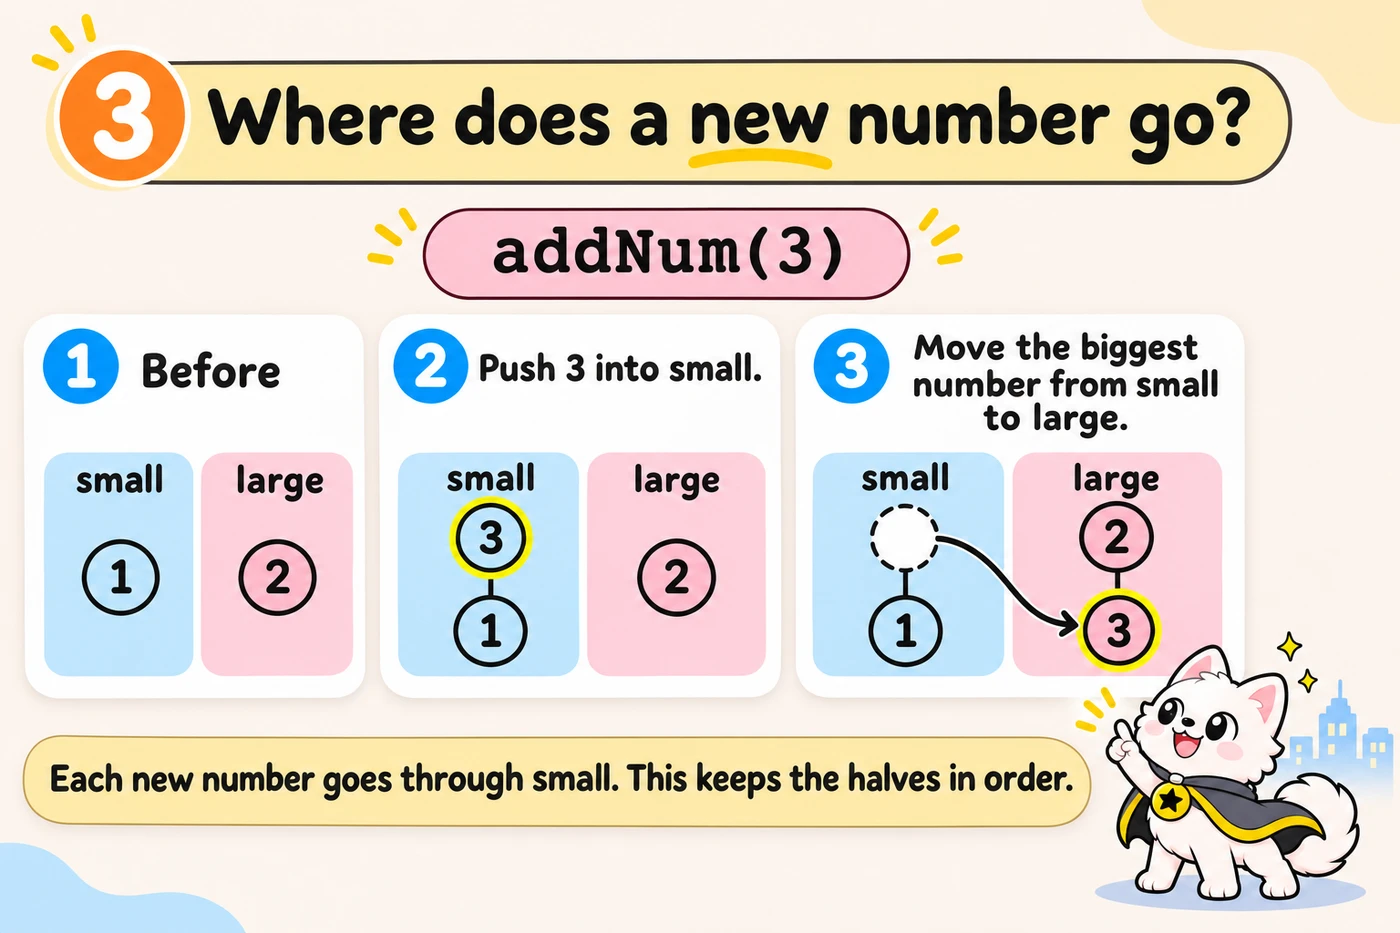 3
Where does a new number go?
addNum(3)
1 Before
small large
1 2
2 Push 3 into small.
small large
3
1
2
3 Move the biggest
number from small
to large.
small large
2
1
3
Each new number goes through small. This keeps the halves in order.